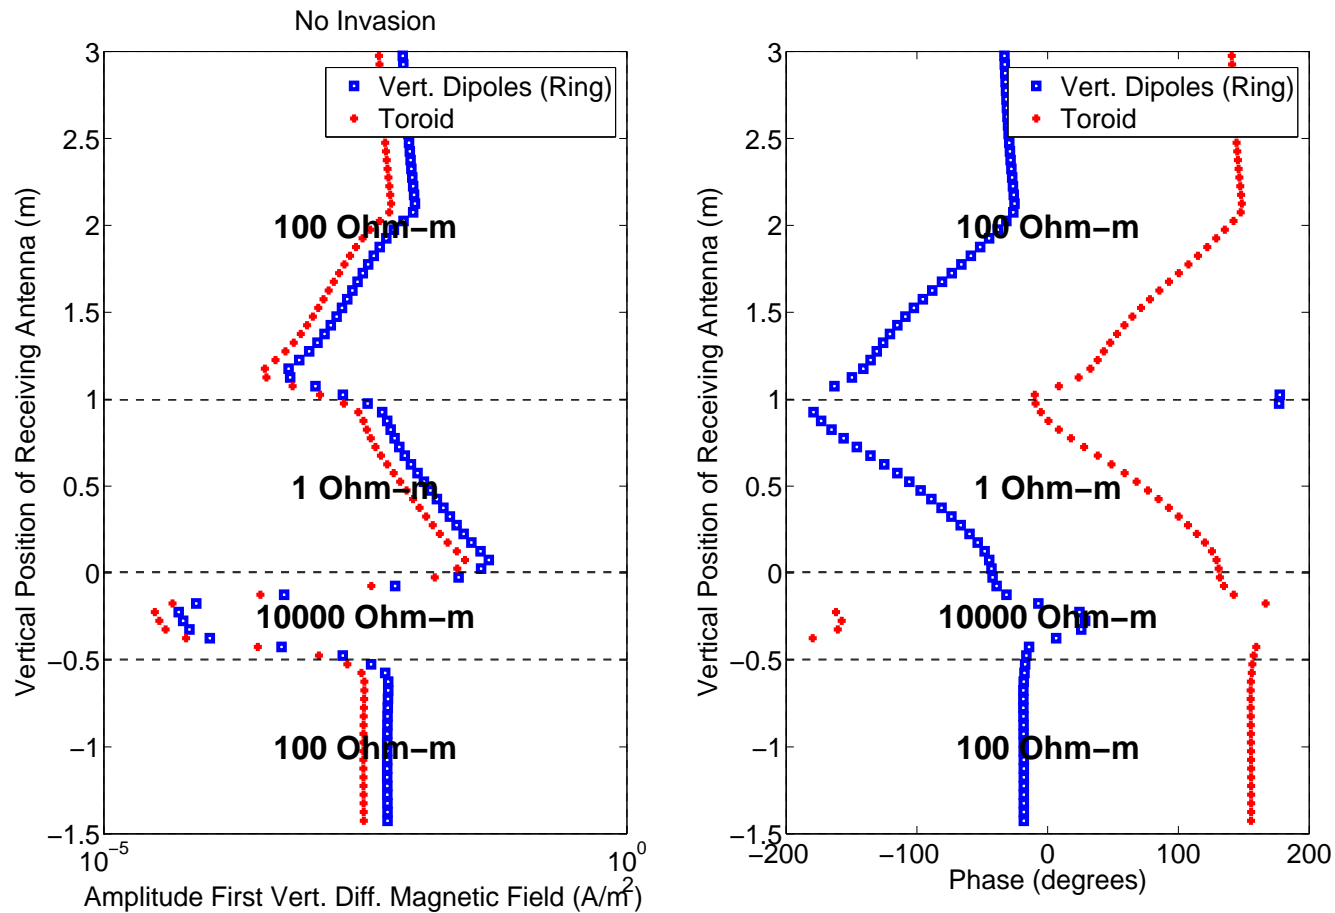 No Invasion
Vertical Position of Receiving Antenna (m)
3
2.5
2
1.5
1
0.5
0
−0.5
−1
−1.5
Vert. Dipoles (Ring)
Toroid
100 Ohm−m
1 Ohm−m
10000 Ohm−m
100 Ohm−m
10^−5
10^0
Amplitude First Vert. Diff. Magnetic Field (A/m^2)
Vertical Position of Receiving Antenna (m)
3
2.5
2
1.5
1
0.5
0
−0.5
−1
−1.5
Vert. Dipoles (Ring)
Toroid
100 Ohm−m
1 Ohm−m
10000 Ohm−m
100 Ohm−m
−200
−100
0
100
200
Phase (degrees)